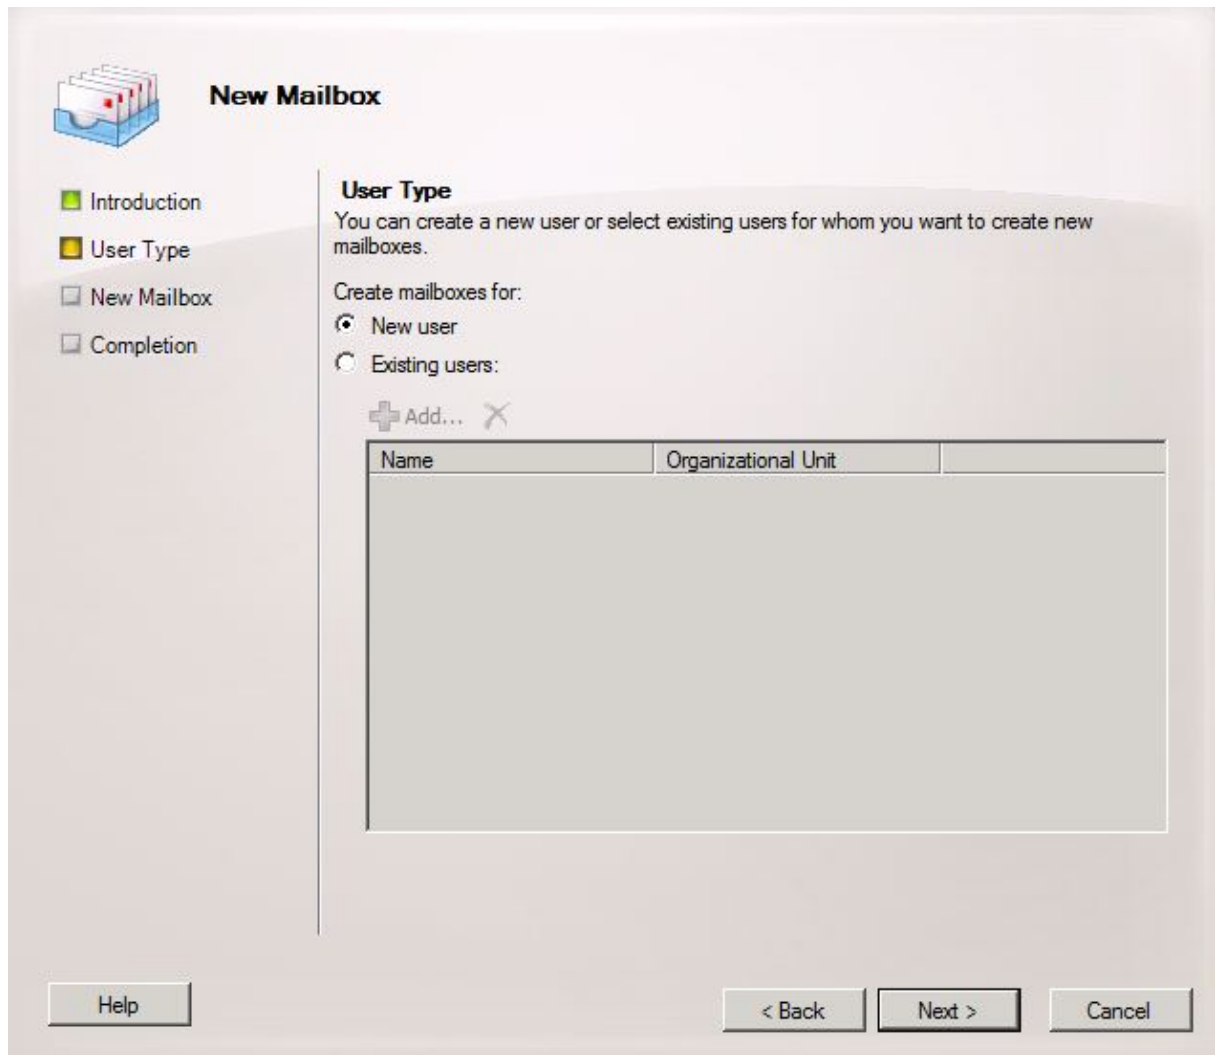 New Mailbox
Introduction
User Type
New Mailbox
Completion
User Type
You can create a new user or select existing users for whom you want to create new
mailboxes.
Create mailboxes for:
New user
Existing users:
Add...
Name Organizational Unit
Help < Back Next > Cancel